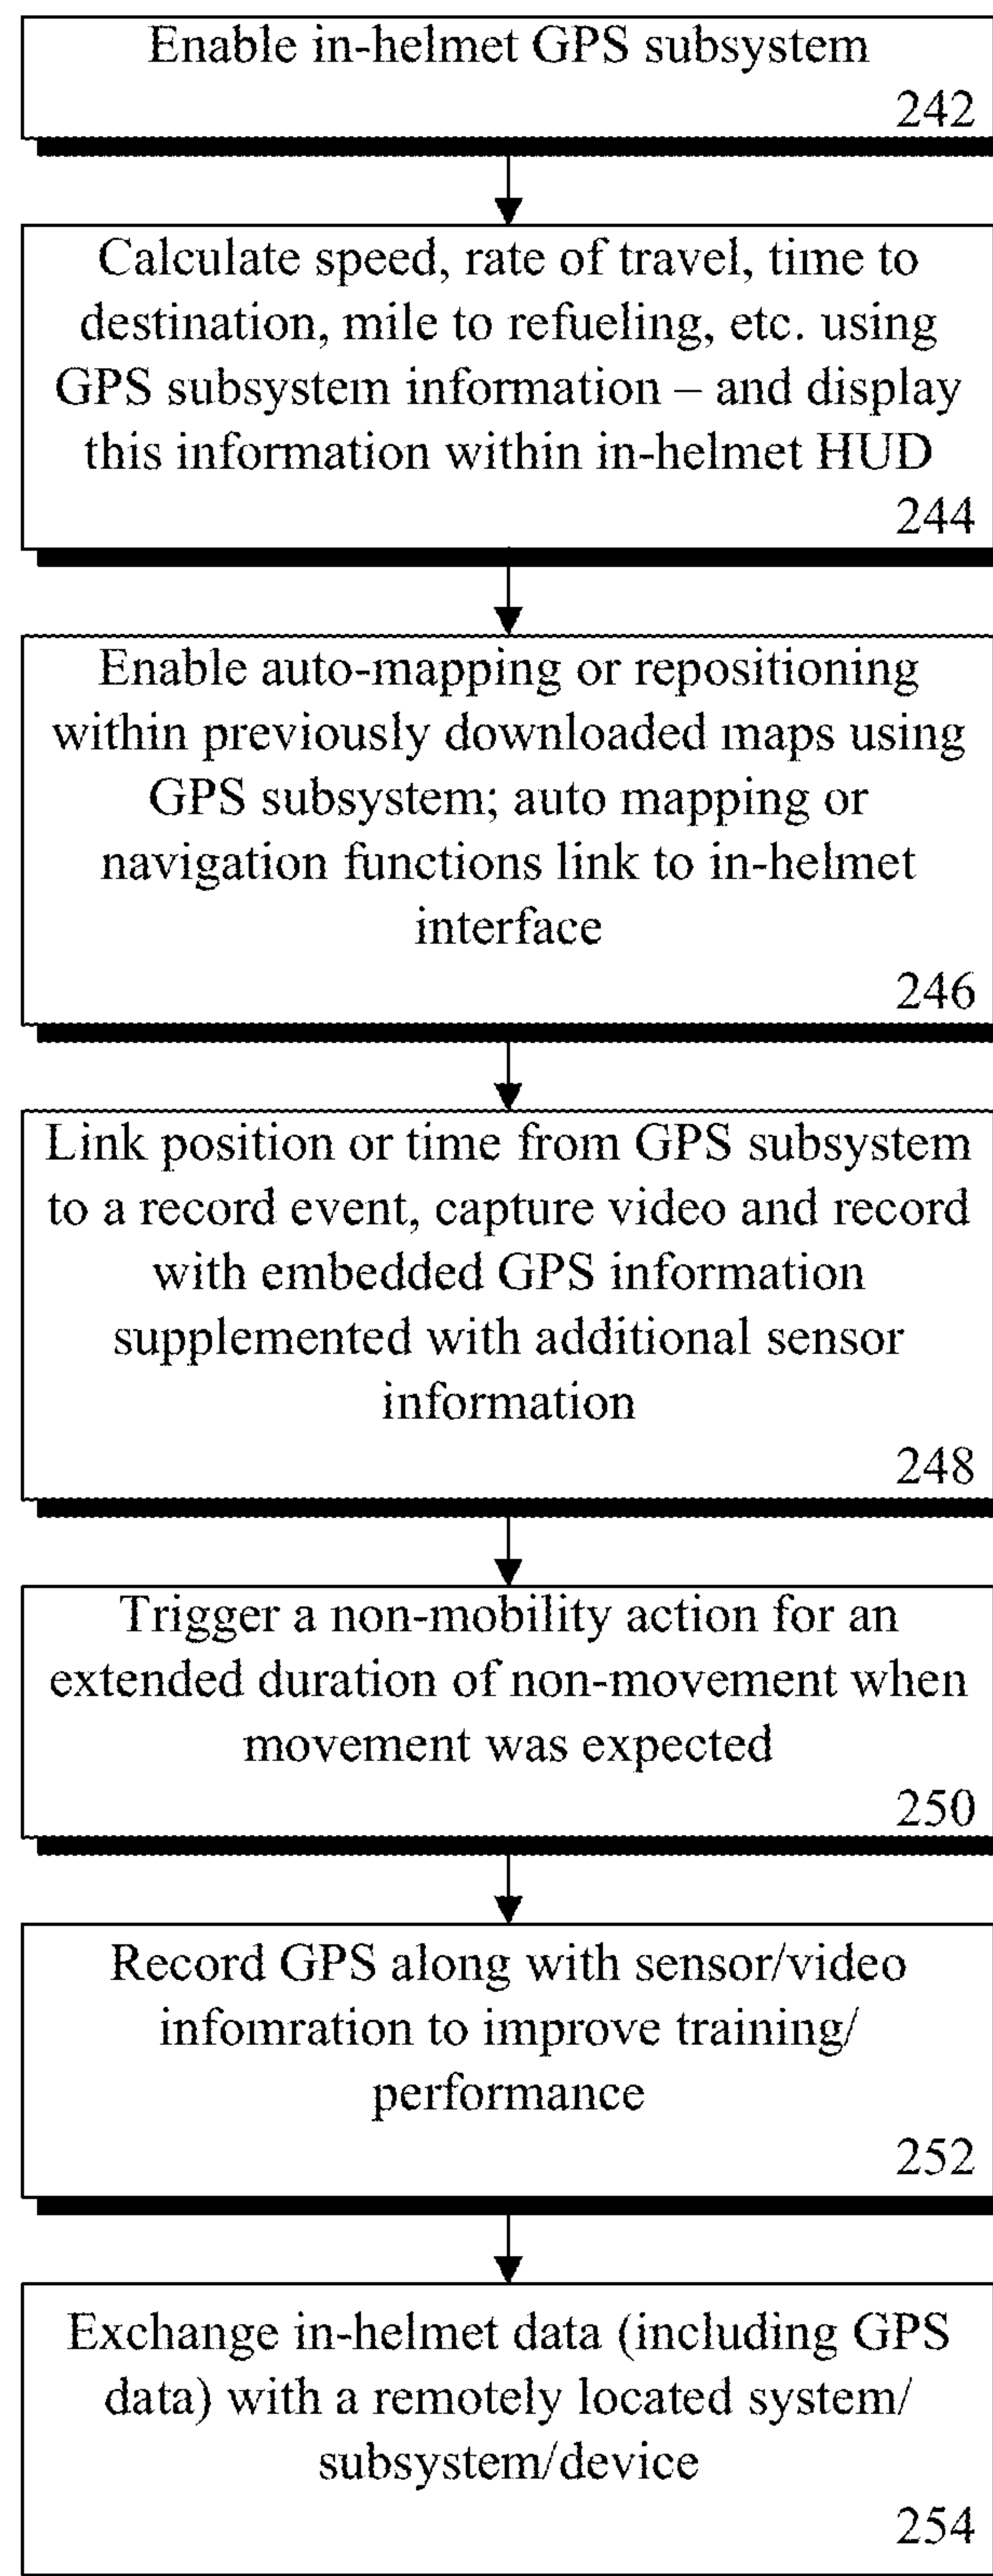 Enable in-helmet GPS subsystem
242
Calculate speed, rate of travel, time to
destination, mile to refueling, etc. using
GPS subsystem information – and display
this information within in-helmet HUD
244
Enable auto-mapping or repositioning
within previously downloaded maps using
GPS subsystem; auto mapping or
navigation functions link to in-helmet
interface
246
Link position or time from GPS subsystem
to a record event, capture video and record
with embedded GPS information
supplemented with additional sensor
information
248
Trigger a non-mobility action for an
extended duration of non-movement when
movement was expected
250
Record GPS along with sensor/video
infomration to improve training/
performance
252
Exchange in-helmet data (including GPS
data) with a remotely located system/
subsystem/device
254